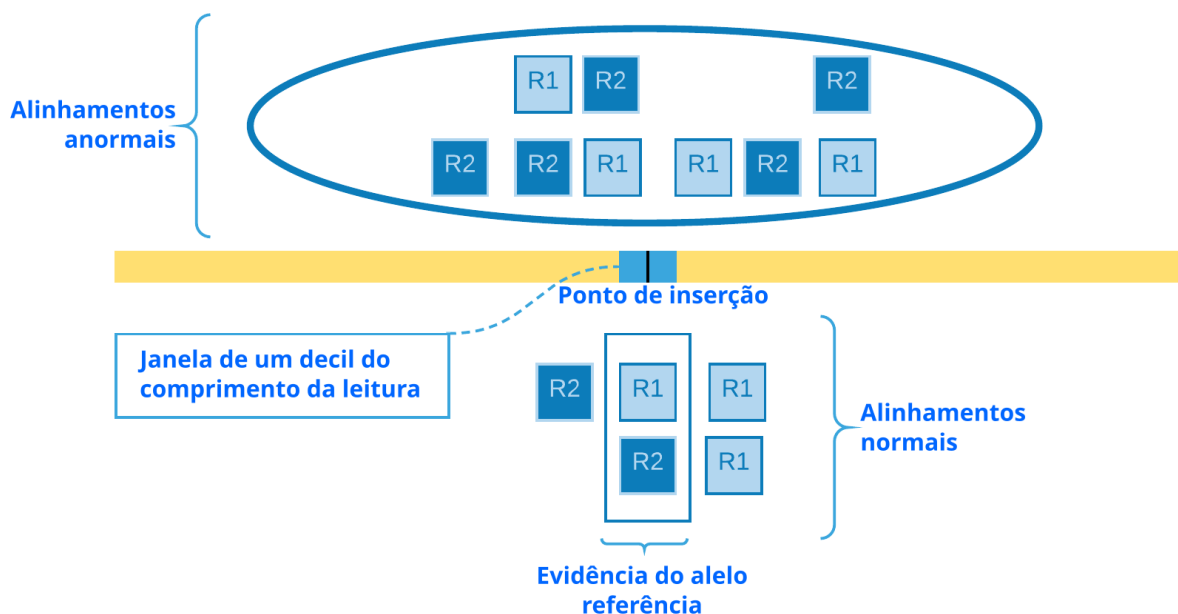 R1 R2 R2
Alinhamentos
anormais
R2 R2 R1 R1 R2 R1
Ponto de inserção
Janela de um decil do
comprimento da leitura
R2 R1 R1
Alinhamentos
normais
R2 R1
Evidência do alelo
referência